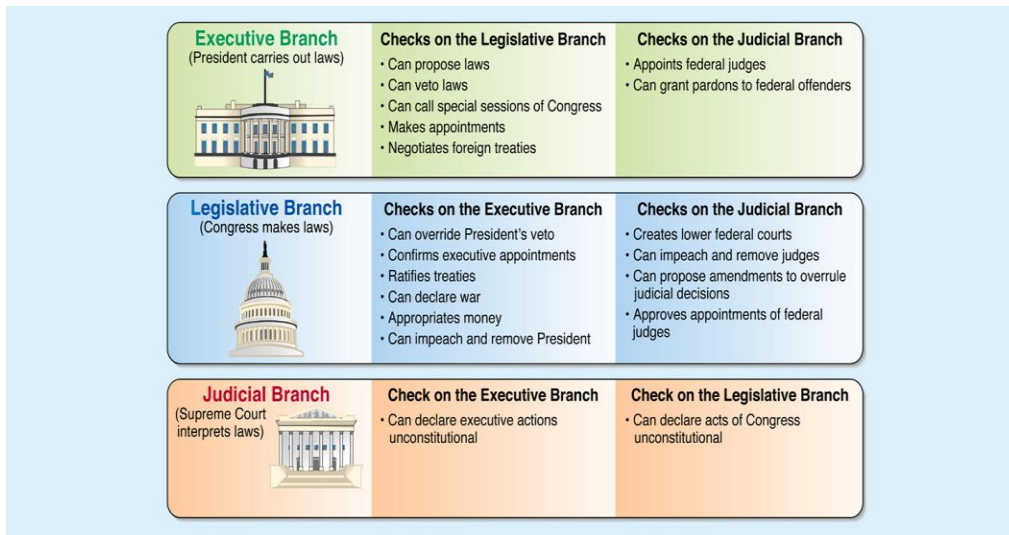 Executive Branch
(President carries out laws)
Checks on the Legislative Branch
• Can propose laws
• Can veto laws
• Can call special sessions of Congress
• Makes appointments
• Negotiates foreign treaties
Checks on the Judicial Branch
• Appoints federal judges
• Can grant pardons to federal offenders
Legislative Branch
(Congress makes laws)
Checks on the Executive Branch
• Can override President's veto
• Confirms executive appointments
• Ratifies treaties
• Can declare war
• Appropriates money
• Can impeach and remove President
Checks on the Judicial Branch
• Creates lower federal courts
• Can impeach and remove judges
• Can propose amendments to overrule
judicial decisions
• Approves appointments of federal
judges
Judicial Branch
(Supreme Court
interprets laws)
Check on the Executive Branch
• Can declare executive actions
unconstitutional
Check on the Legislative Branch
• Can declare acts of Congress
unconstitutional